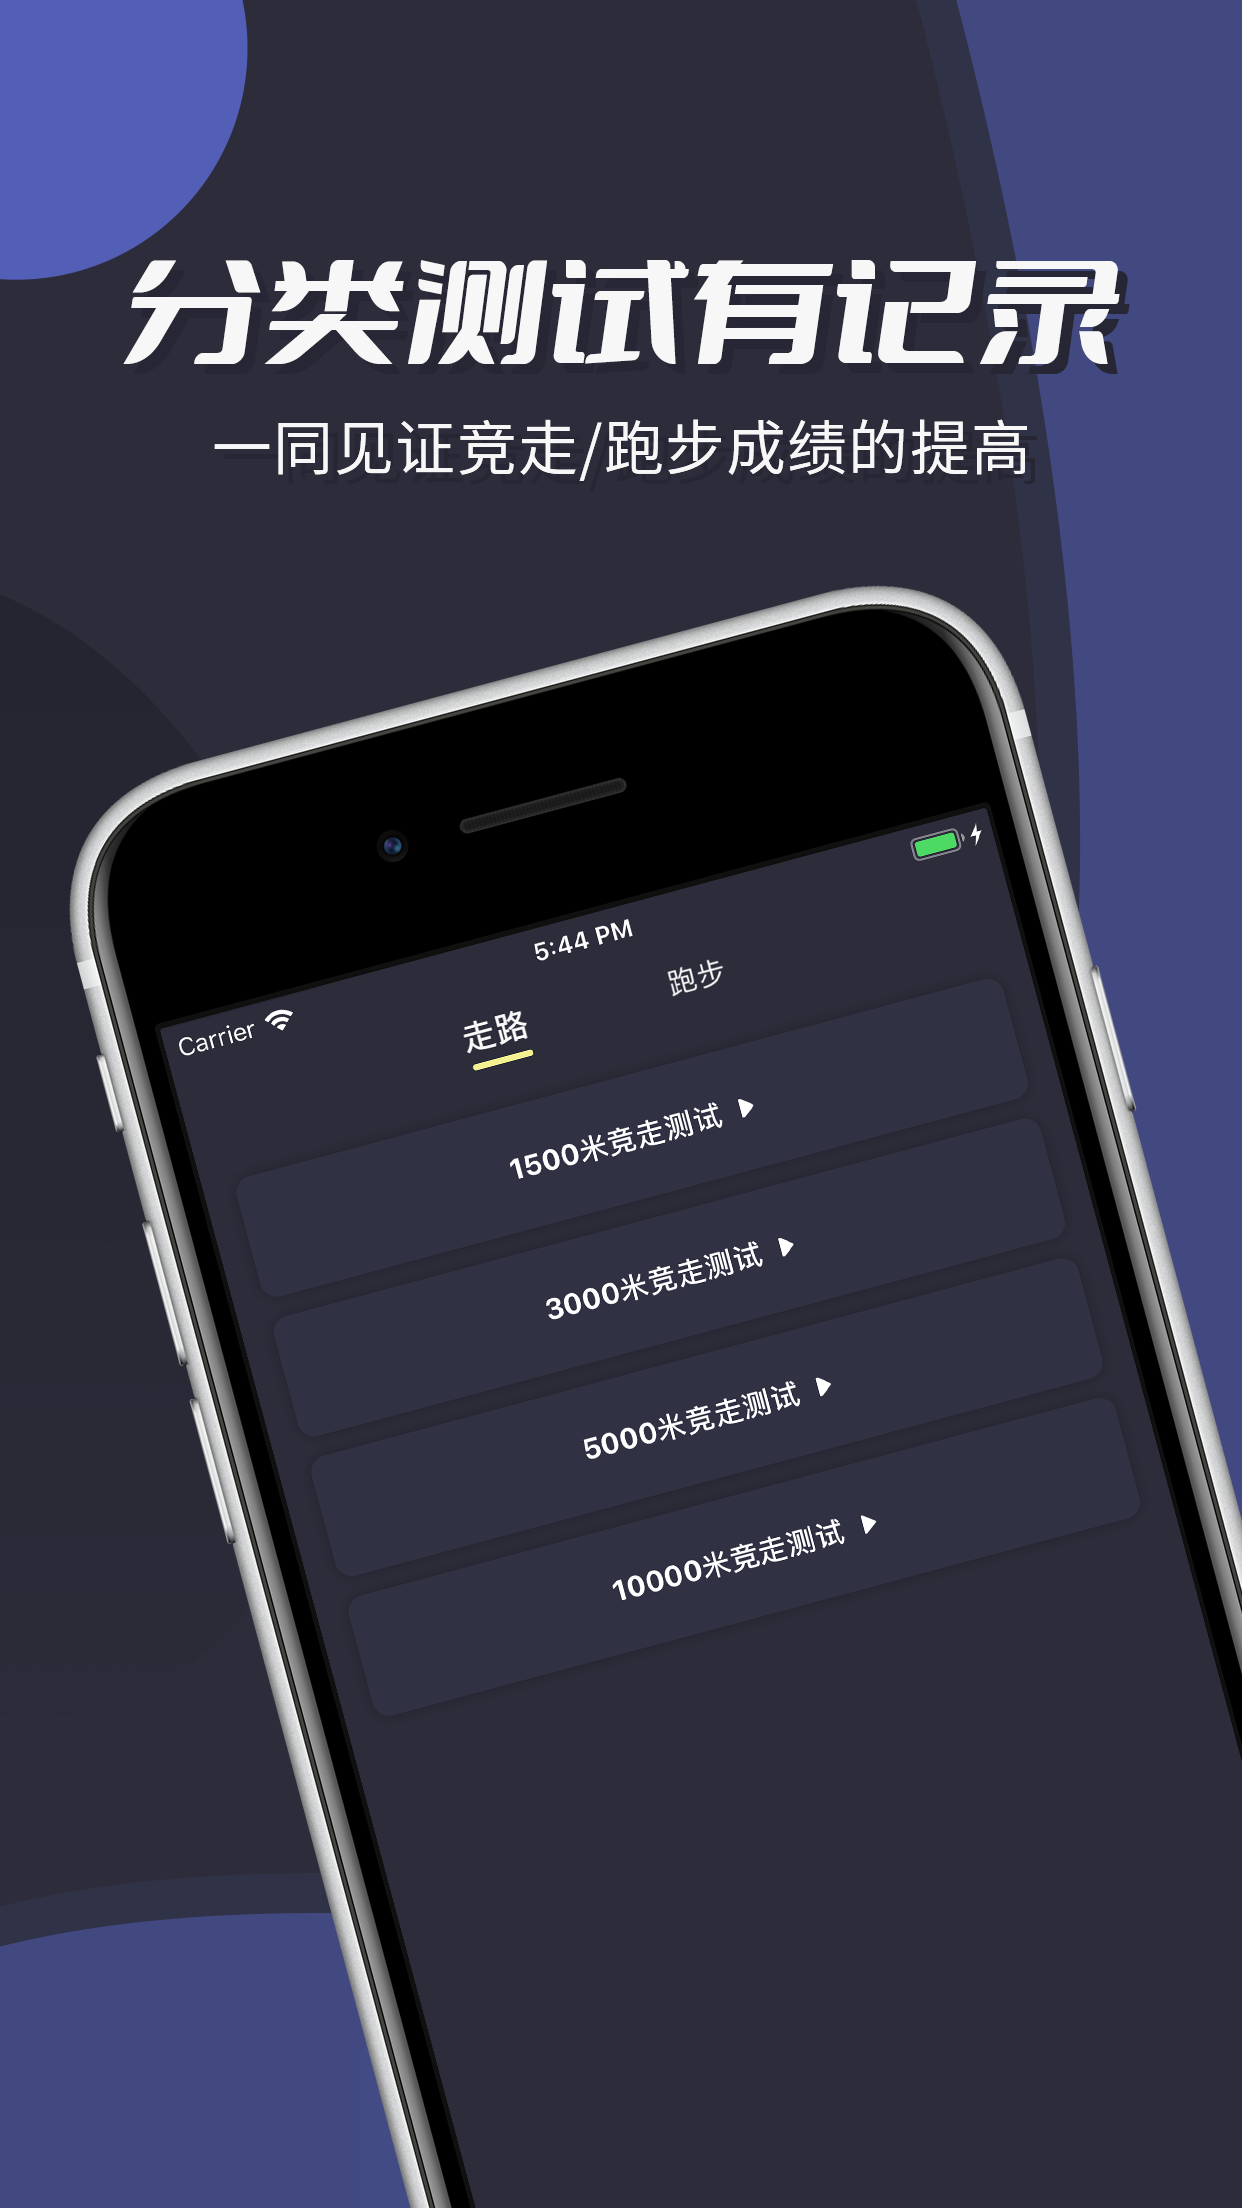 分类测试有记录
一同见证竞走/跑步成绩的提高
Carrier 5:44 PM
走路 跑步
1500米竞走测试
3000米竞走测试
5000米竞走测试
10000米竞走测试